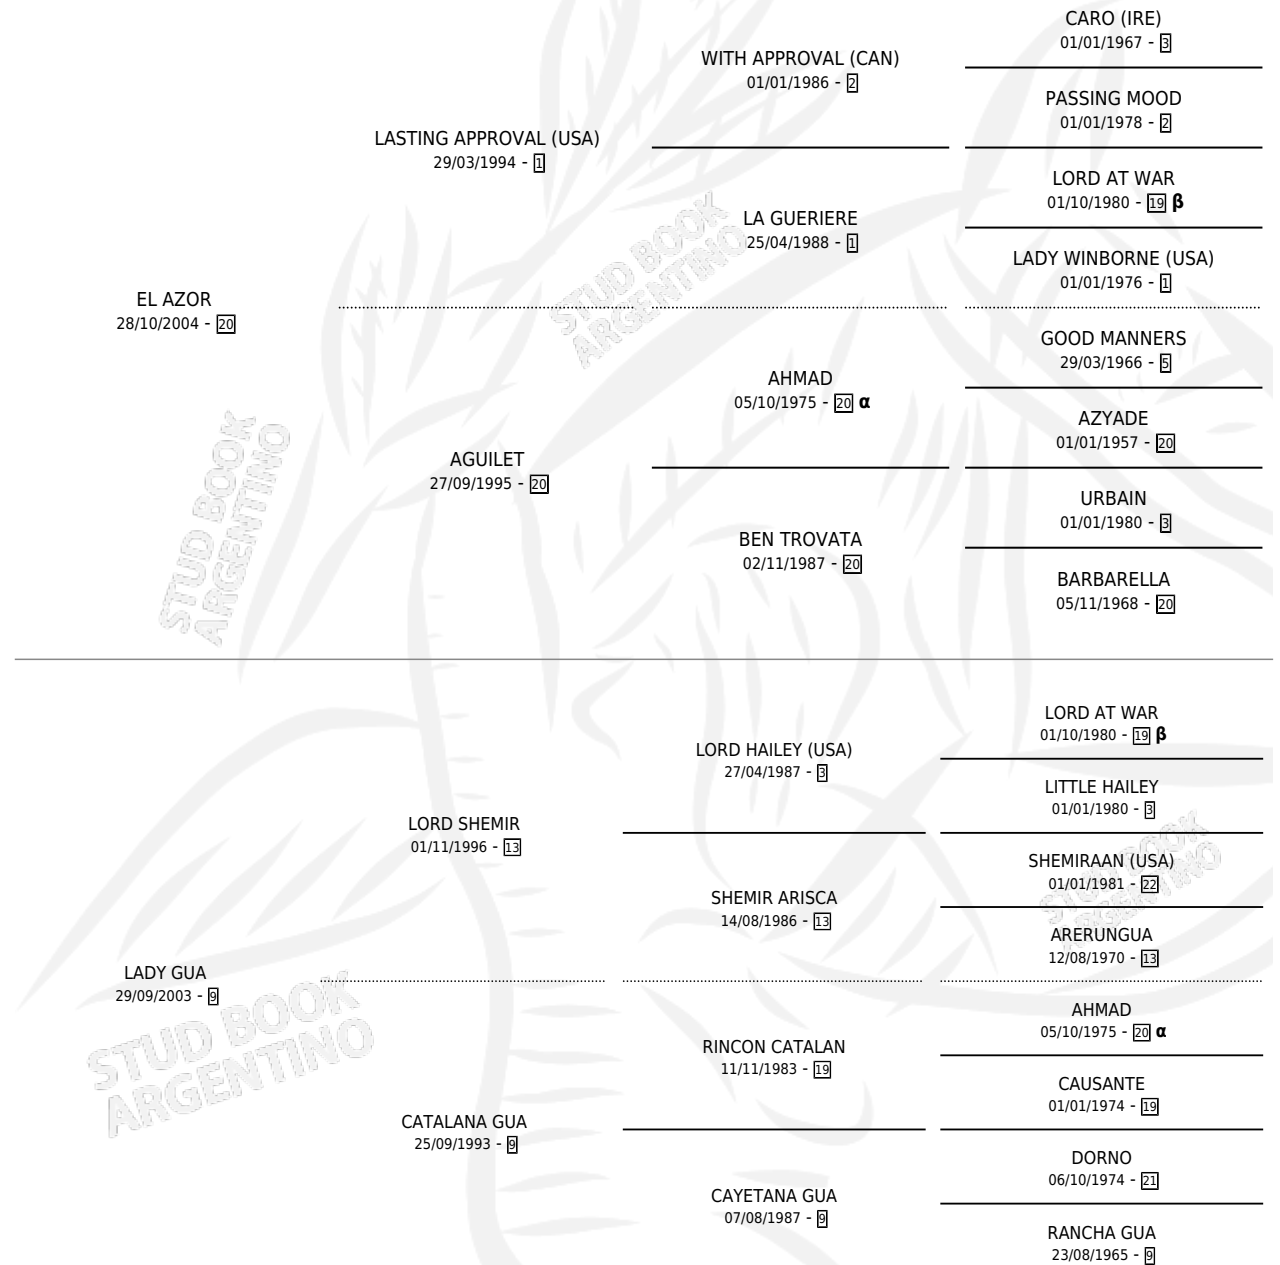 CARO (IRE)
01/01/1967 - 3
WITH APPROVAL (CAN)
01/01/1986 - 2
PASSING MOOD
01/01/1978 - 2
LASTING APPROVAL (USA)
29/03/1994 - 1
LORD AT WAR
01/10/1980 - 19 β
LA GUERIERE
25/04/1988 - 1
LADY WINBORNE (USA)
01/01/1976 - 1
EL AZOR
28/10/2004 - 20
GOOD MANNERS
29/03/1966 - 5
AHMAD
05/10/1975 - 20 α
AZYADE
01/01/1957 - 20
AGUILET
27/09/1995 - 20
URBAIN
01/01/1980 - 3
BEN TROVATA
02/11/1987 - 20
BARBARELLA
05/11/1968 - 20
LORD AT WAR
01/10/1980 - 19 β
LORD HAILEY (USA)
27/04/1987 - 3
LITTLE HAILEY
01/01/1980 - 3
LORD SHEMIR
01/11/1996 - 13
SHEMIRAAN (USA)
01/01/1981 - 22
SHEMIR ARISCA
14/08/1986 - 13
ARERUNGUA
12/08/1970 - 13
LADY GUA
29/09/2003 - 9
AHMAD
05/10/1975 - 20 α
RINCON CATALAN
11/11/1983 - 19
CAUSANTE
01/01/1974 - 19
CATALANA GUA
25/09/1993 - 9
DORNO
06/10/1974 - 21
CAYETANA GUA
07/08/1987 - 9
RANCHA GUA
23/08/1965 - 9
STUD BOOK
ARGENTINO
STUD BOOK
ARGENTINO
STUD BOOK
ARGENTINO
STUD BOOK
ARGENTINO